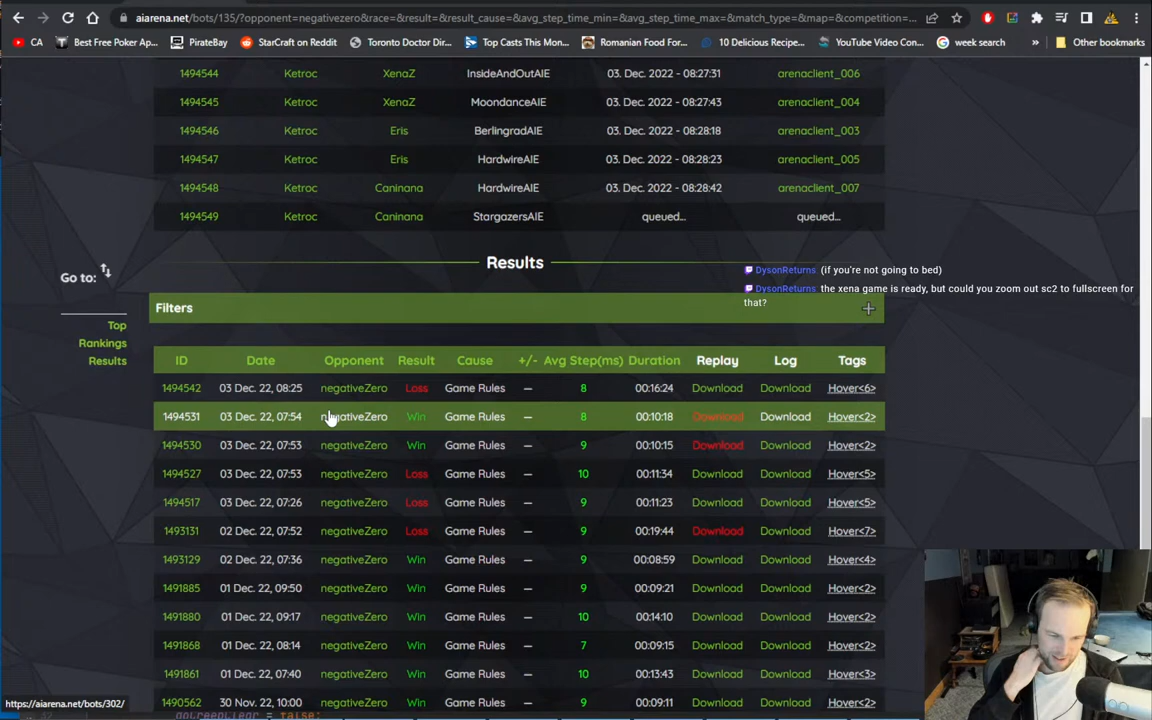 aiarena.net/bots/135/?opponent=negativezero&race=&result=&result_cause=&avg_step_time_min=&avg_step_time_max=&match_type=&map=&competition=...
CA Best Free Poker Ap... PirateBay StarCraft on Reddit Toronto Doctor Dir... Top Casts This Mon... Romanian Food For... 10 Delicious Recipe... YouTube Video Con... week search » Other bookmarks
1494544 Ketroc XenaZ InsideAndOutAIE 03. Dec. 2022 - 08:27:31 arenaclient_006
1494545 Ketroc XenaZ MoondanceAIE 03. Dec. 2022 - 08:27:43 arenaclient_004
1494546 Ketroc Eris BerlingradAIE 03. Dec. 2022 - 08:28:18 arenaclient_003
1494547 Ketroc Eris HardwireAIE 03. Dec. 2022 - 08:28:23 arenaclient_005
1494548 Ketroc Caninana HardwireAIE 03. Dec. 2022 - 08:28:42 arenaclient_007
1494549 Ketroc Caninana StargazersAIE queued... queued...
Results
Go to:
Top
Rankings
Results
DysonReturns (if you're not going to bed)
DysonReturns the xena game is ready, but could you zoom out sc2 to fullscreen for
that?
Filters +
ID Date Opponent Result Cause +/- Avg Step(ms) Duration Replay Log Tags
1494542 03 Dec. 22, 08:25 negativeZero Loss Game Rules — 8 00:16:24 Download Download Hover<6>
1494531 03 Dec. 22, 07:54 negativeZero Win Game Rules — 8 00:10:18 Download Download Hover<2>
1494530 03 Dec. 22, 07:53 negativeZero Win Game Rules — 9 00:10:15 Download Download Hover<2>
1494527 03 Dec. 22, 07:53 negativeZero Loss Game Rules — 10 00:11:34 Download Download Hover<5>
1494517 03 Dec. 22, 07:26 negativeZero Loss Game Rules — 9 00:11:23 Download Download Hover<5>
1493131 02 Dec. 22, 07:52 negativeZero Loss Game Rules — 9 00:19:44 Download Download Hover<7>
1493129 02 Dec. 22, 07:36 negativeZero Win Game Rules — 9 00:08:59 Download Download Hover<4>
1491885 01 Dec. 22, 09:50 negativeZero Win Game Rules — 9 00:09:21 Download Download Hover<2>
1491880 01 Dec. 22, 09:17 negativeZero Win Game Rules — 10 00:14:10 Download Download Hover<2>
1491868 01 Dec. 22, 08:14 negativeZero Win Game Rules — 7 00:09:15 Download Download Hover<2>
1491861 01 Dec. 22, 07:40 negativeZero Win Game Rules — 10 00:13:43 Download Download Hover<3>
1490562 30 Nov. 22, 10:00 negativeZero Win Game Rules — 9 00:09:11 Download Download Hover<2>
https://aiarena.net/bots/302/
= false;